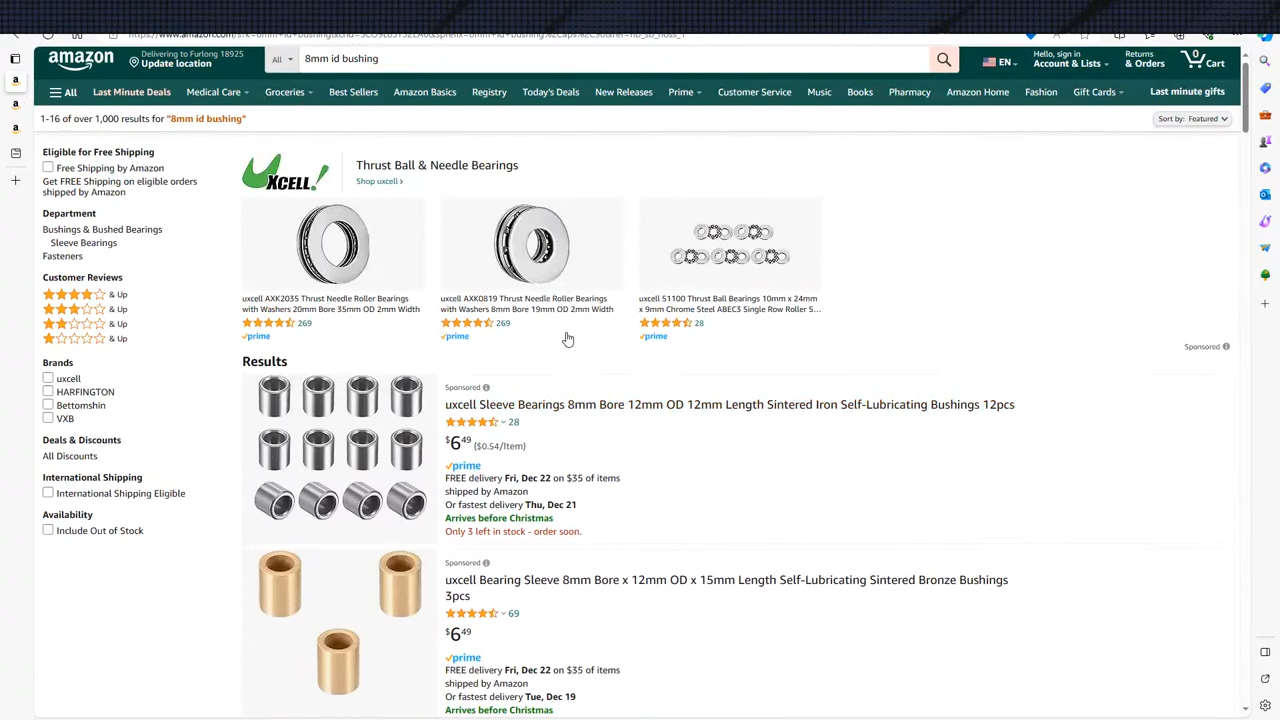 amazon
Delivering to Furlong 18925
Update location
All
8mm id bushing
EN
Hello, sign in
Account & Lists
Returns
& Orders
0
Cart
All
Last Minute Deals
Medical Care
Groceries
Best Sellers
Amazon Basics
Registry
Today's Deals
New Releases
Prime
Customer Service
Music
Books
Pharmacy
Amazon Home
Fashion
Gift Cards
Last minute gifts
1-16 of over 1,000 results for "8mm id bushing"
Sort by: Featured
Eligible for Free Shipping
Free Shipping by Amazon
Get FREE Shipping on eligible orders
shipped by Amazon
Department
Bushings & Bushed Bearings
Sleeve Bearings
Fasteners
Customer Reviews
& Up
& Up
& Up
& Up
Brands
uxcell
HARFINGTON
Bettomshin
VXB
Deals & Discounts
All Discounts
International Shipping
International Shipping Eligible
Availability
Include Out of Stock
XCELL!
Thrust Ball & Needle Bearings
Shop uxcell ›
uxcell AXK2035 Thrust Needle Roller Bearings
with Washers 20mm Bore 35mm OD 2mm Width
269
prime
uxcell AXK0819 Thrust Needle Roller Bearings
with Washers 8mm Bore 19mm OD 2mm Width
269
prime
uxcell 51100 Thrust Ball Bearings 10mm x 24mm
x 9mm Chrome Steel ABEC3 Single Row Roller 5...
28
prime
Sponsored
Results
Sponsored
uxcell Sleeve Bearings 8mm Bore 12mm OD 12mm Length Sintered Iron Self-Lubricating Bushings 12pcs
28
$6 49 ($0.54/Item)
prime
FREE delivery Fri, Dec 22 on $35 of items
shipped by Amazon
Or fastest delivery Thu, Dec 21
Arrives before Christmas
Only 3 left in stock - order soon.
Sponsored
uxcell Bearing Sleeve 8mm Bore x 12mm OD x 15mm Length Self-Lubricating Sintered Bronze Bushings
3pcs
69
$6 49
prime
FREE delivery Fri, Dec 22 on $35 of items
shipped by Amazon
Or fastest delivery Tue, Dec 19
Arrives before Christmas